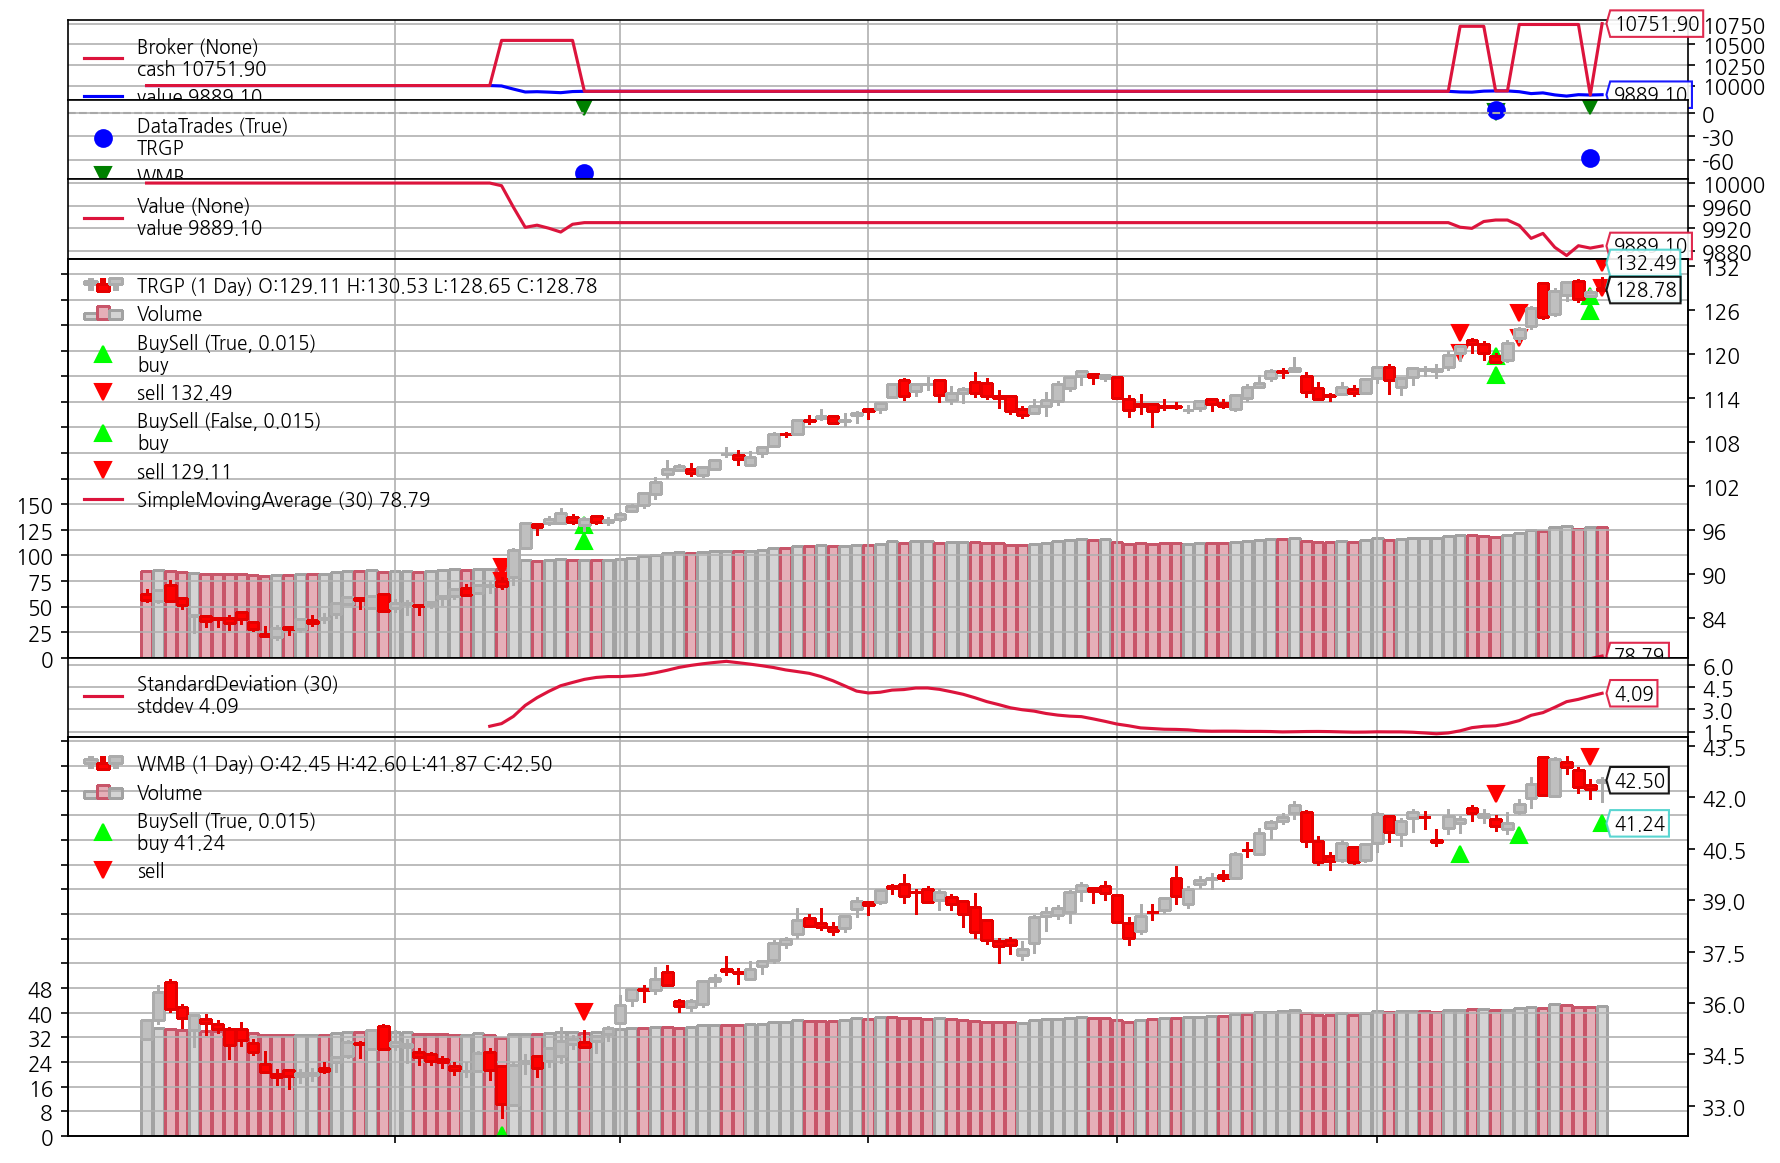 Broker (None)
cash 10751.90
value 9889.10
10751.90
9889.10
10750
10500
10250
10000
DataTrades (True)
TRGP
WMB
0
-30
-60
Value (None)
value 9889.10
9889.10
10000
9960
9920
9880
TRGP (1 Day) O:129.11 H:130.53 L:128.65 C:128.78
Volume
BuySell (True, 0.015)
buy
sell 132.49
BuySell (False, 0.015)
buy
sell 129.11
SimpleMovingAverage (30) 78.79
132.49
128.78
78.79
132
126
120
114
108
102
96
90
84
150
125
100
75
50
25
0
StandardDeviation (30)
stddev 4.09
4.09
6.0
4.5
3.0
1.5
WMB (1 Day) O:42.45 H:42.60 L:41.87 C:42.50
Volume
BuySell (True, 0.015)
buy 41.24
sell
42.50
41.24
43.5
42.0
40.5
39.0
37.5
36.0
34.5
33.0
48
40
32
24
16
8
0